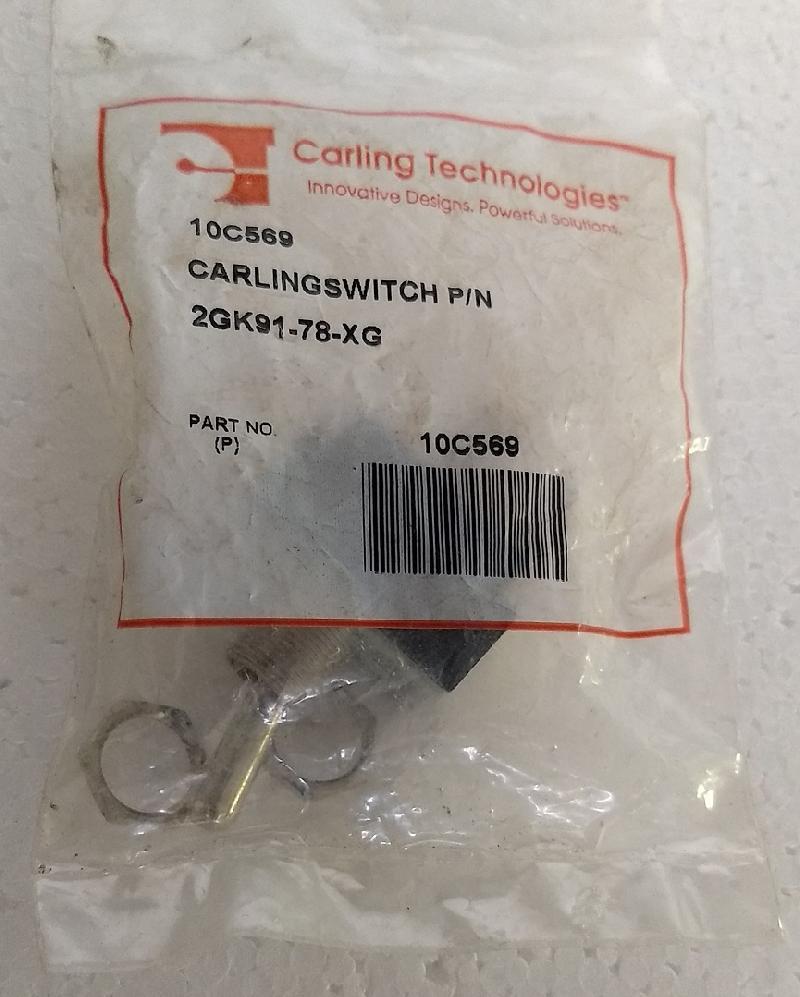 Carling Technologies™
Innovative Designs. Powerful Solutions.
10C569
CARLINGSWITCH P/N
2GK91-78-XG
PART NO.
(P)
10C569